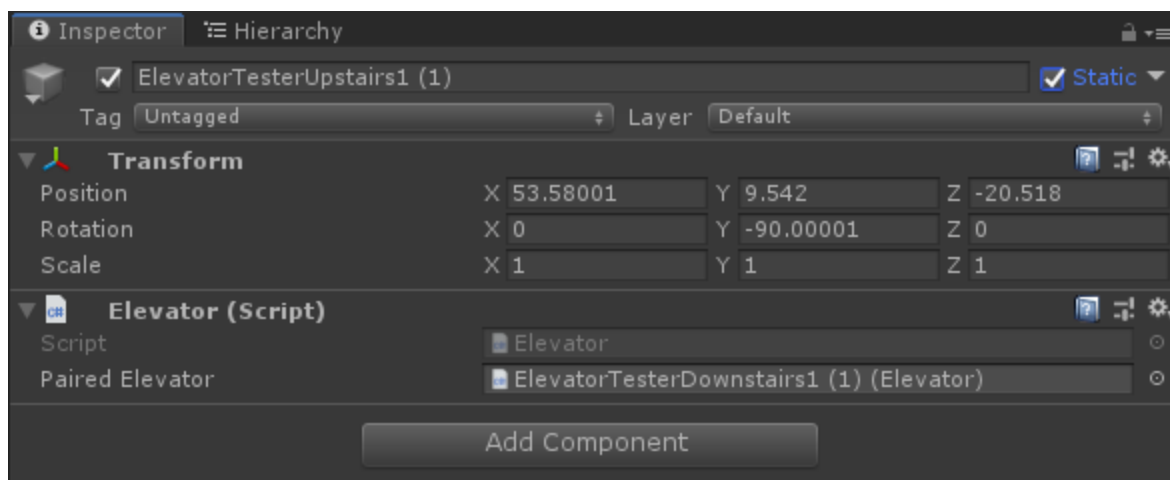 Inspector Hierarchy
ElevatorTesterUpstairs1 (1) Static
Tag Untagged Layer Default
Transform
Position X 53.58001 Y 9.542 Z -20.518
Rotation X 0 Y -90.00001 Z 0
Scale X 1 Y 1 Z 1
c# Elevator (Script)
Script Elevator
Paired Elevator ElevatorTesterDownstairs1 (1) (Elevator)
Add Component